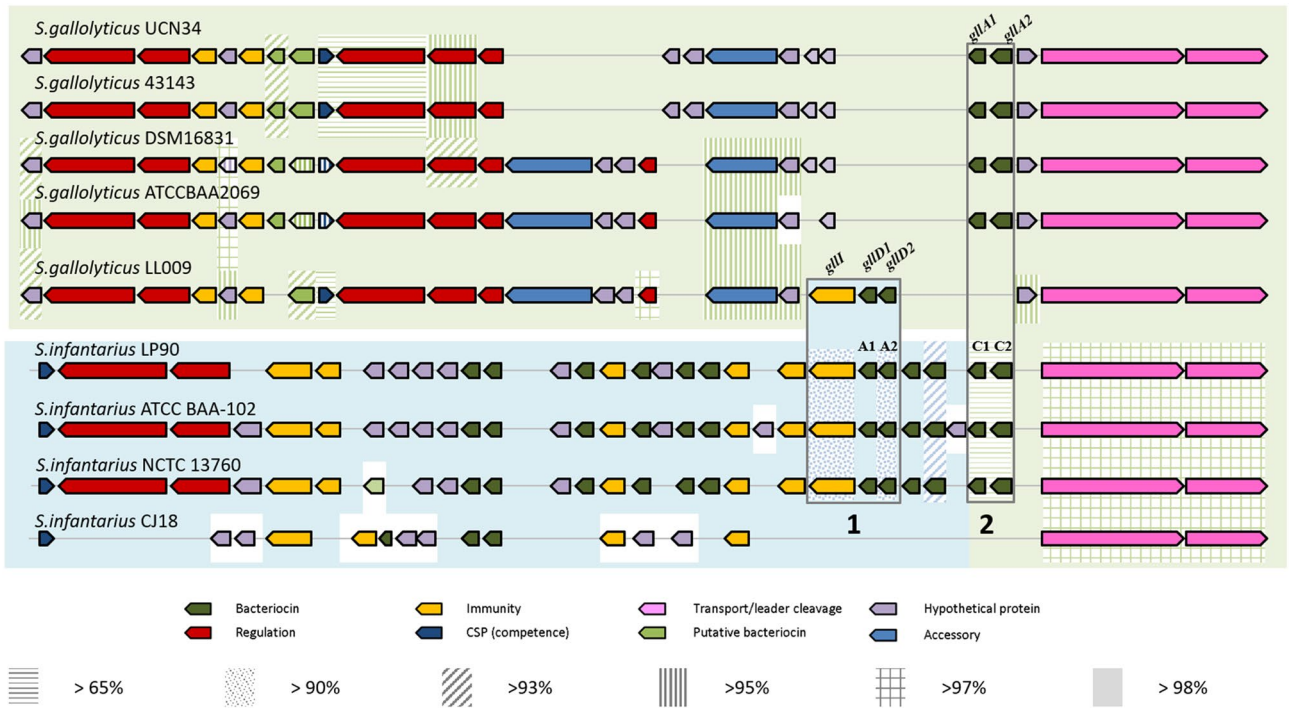 S.gallolyticus UCN34
gllA1 gllA2
S.gallolyticus 43143
S.gallolyticus DSM16831
S.gallolyticus ATCCBAA2069
S.gallolyticus LL009
gllI gllD1 gllD2
S.infantarius LP90
A1 A2 C1 C2
S.infantarius ATCC BAA-102
S.infantarius NCTC 13760
S.infantarius CJ18
1 2
Bacteriocin Immunity Transport/leader cleavage Hypothetical protein
Regulation CSP (competence) Putative bacteriocin Accessory
> 65% > 90% >93% >95% >97% > 98%